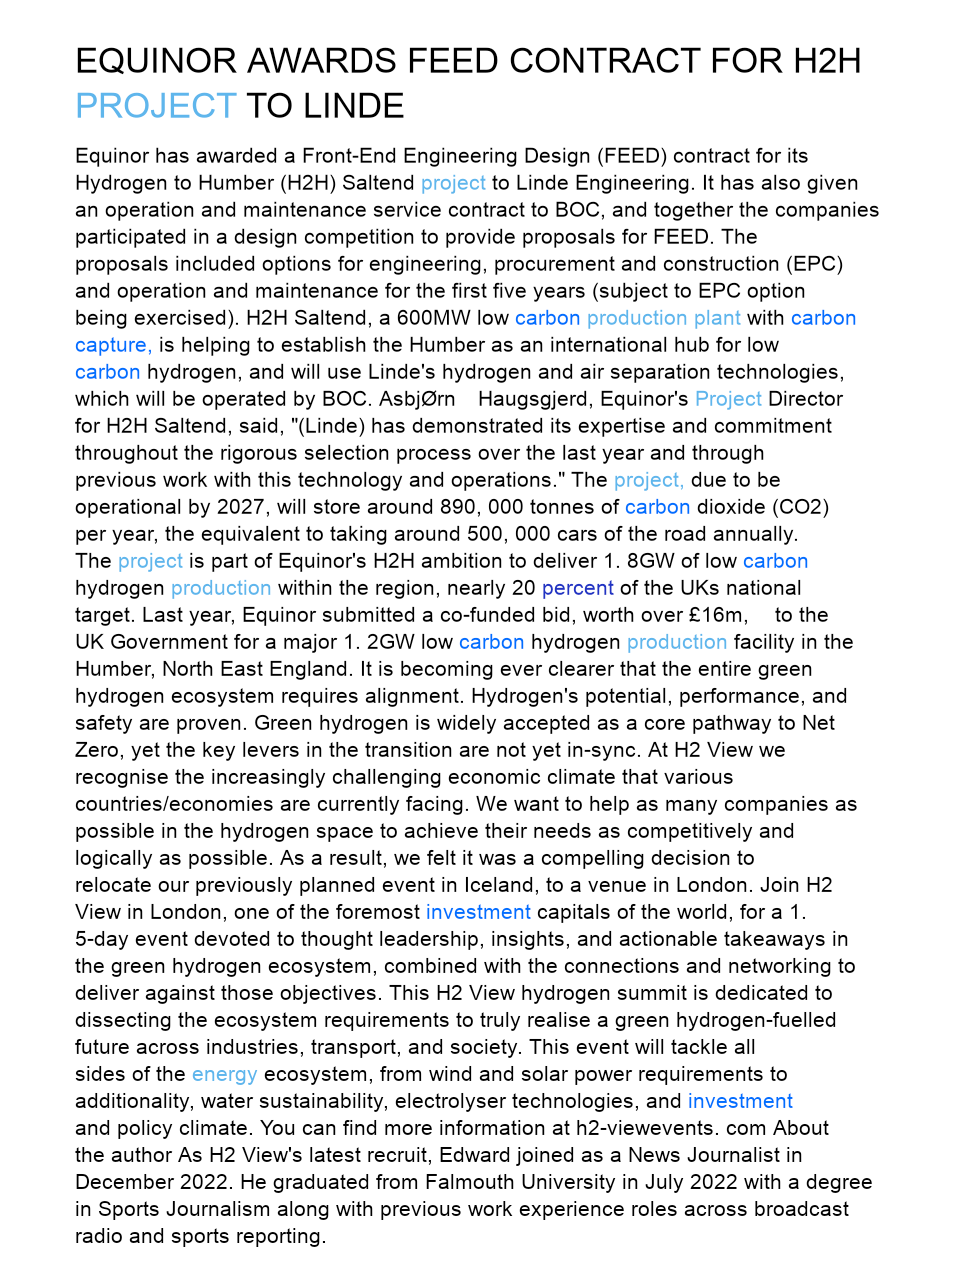 EQUINOR AWARDS FEED CONTRACT FOR H2H
PROJECT TO LINDE
Equinor has awarded a Front-End Engineering Design (FEED) contract for its
Hydrogen to Humber (H2H) Saltend project to Linde Engineering. It has also given
an operation and maintenance service contract to BOC, and together the companies
participated in a design competition to provide proposals for FEED. The
proposals included options for engineering, procurement and construction (EPC)
and operation and maintenance for the first five years (subject to EPC option
being exercised). H2H Saltend, a 600MW low carbon production plant with carbon
capture, is helping to establish the Humber as an international hub for low
carbon hydrogen, and will use Linde's hydrogen and air separation technologies,
which will be operated by BOC. AsbjØrn Haugsgjerd, Equinor's Project Director
for H2H Saltend, said, "(Linde) has demonstrated its expertise and commitment
throughout the rigorous selection process over the last year and through
previous work with this technology and operations." The project, due to be
operational by 2027, will store around 890, 000 tonnes of carbon dioxide (CO2)
per year, the equivalent to taking around 500, 000 cars of the road annually.
The project is part of Equinor's H2H ambition to deliver 1. 8GW of low carbon
hydrogen production within the region, nearly 20 percent of the UKs national
target. Last year, Equinor submitted a co-funded bid, worth over £16m, to the
UK Government for a major 1. 2GW low carbon hydrogen production facility in the
Humber, North East England. It is becoming ever clearer that the entire green
hydrogen ecosystem requires alignment. Hydrogen's potential, performance, and
safety are proven. Green hydrogen is widely accepted as a core pathway to Net
Zero, yet the key levers in the transition are not yet in-sync. At H2 View we
recognise the increasingly challenging economic climate that various
countries/economies are currently facing. We want to help as many companies as
possible in the hydrogen space to achieve their needs as competitively and
logically as possible. As a result, we felt it was a compelling decision to
relocate our previously planned event in Iceland, to a venue in London. Join H2
View in London, one of the foremost investment capitals of the world, for a 1.
5-day event devoted to thought leadership, insights, and actionable takeaways in
the green hydrogen ecosystem, combined with the connections and networking to
deliver against those objectives. This H2 View hydrogen summit is dedicated to
dissecting the ecosystem requirements to truly realise a green hydrogen-fuelled
future across industries, transport, and society. This event will tackle all
sides of the energy ecosystem, from wind and solar power requirements to
additionality, water sustainability, electrolyser technologies, and investment
and policy climate. You can find more information at h2-viewevents. com About
the author As H2 View's latest recruit, Edward joined as a News Journalist in
December 2022. He graduated from Falmouth University in July 2022 with a degree
in Sports Journalism along with previous work experience roles across broadcast
radio and sports reporting.